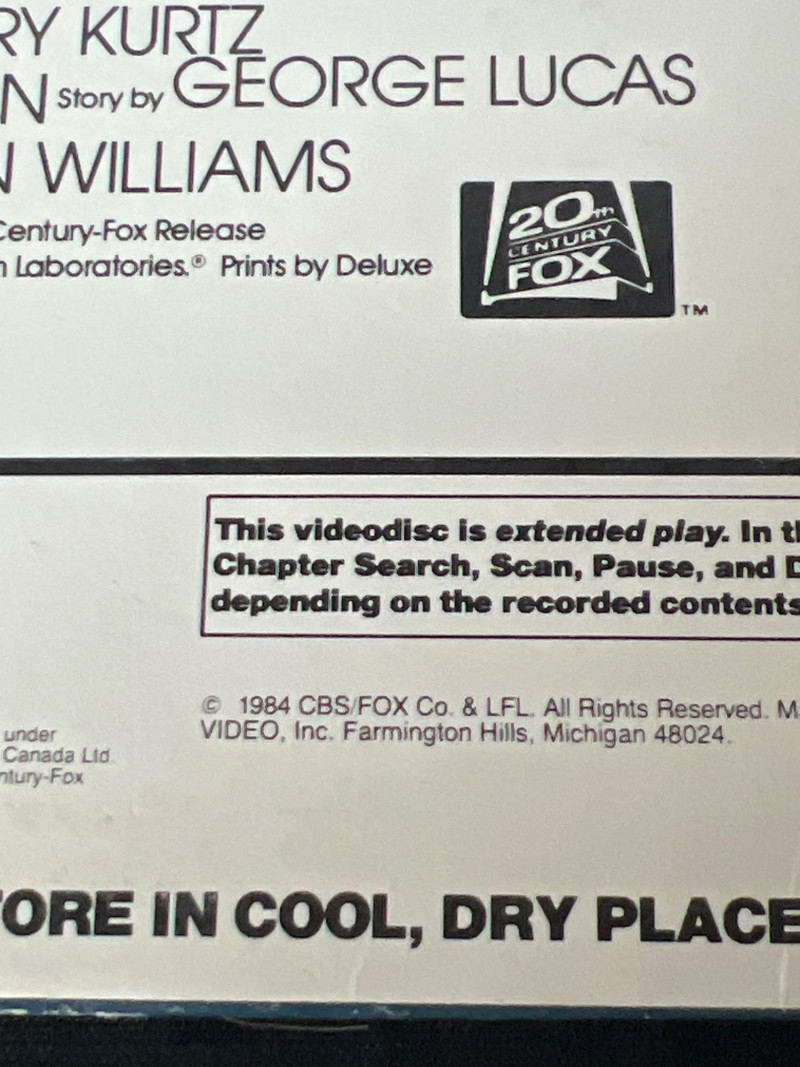 RY KURTZ
N Story by GEORGE LUCAS
N WILLIAMS
Century-Fox Release
n Laboratories.® Prints by Deluxe
20th
CENTURY
FOX
TM
This videodisc is extended play. In th
Chapter Search, Scan, Pause, and D
depending on the recorded contents
© 1984 CBS/FOX Co. & LFL. All Rights Reserved. M
VIDEO, Inc. Farmington Hills, Michigan 48024.
under
Canada Ltd.
ntury-Fox
TORE IN COOL, DRY PLACE